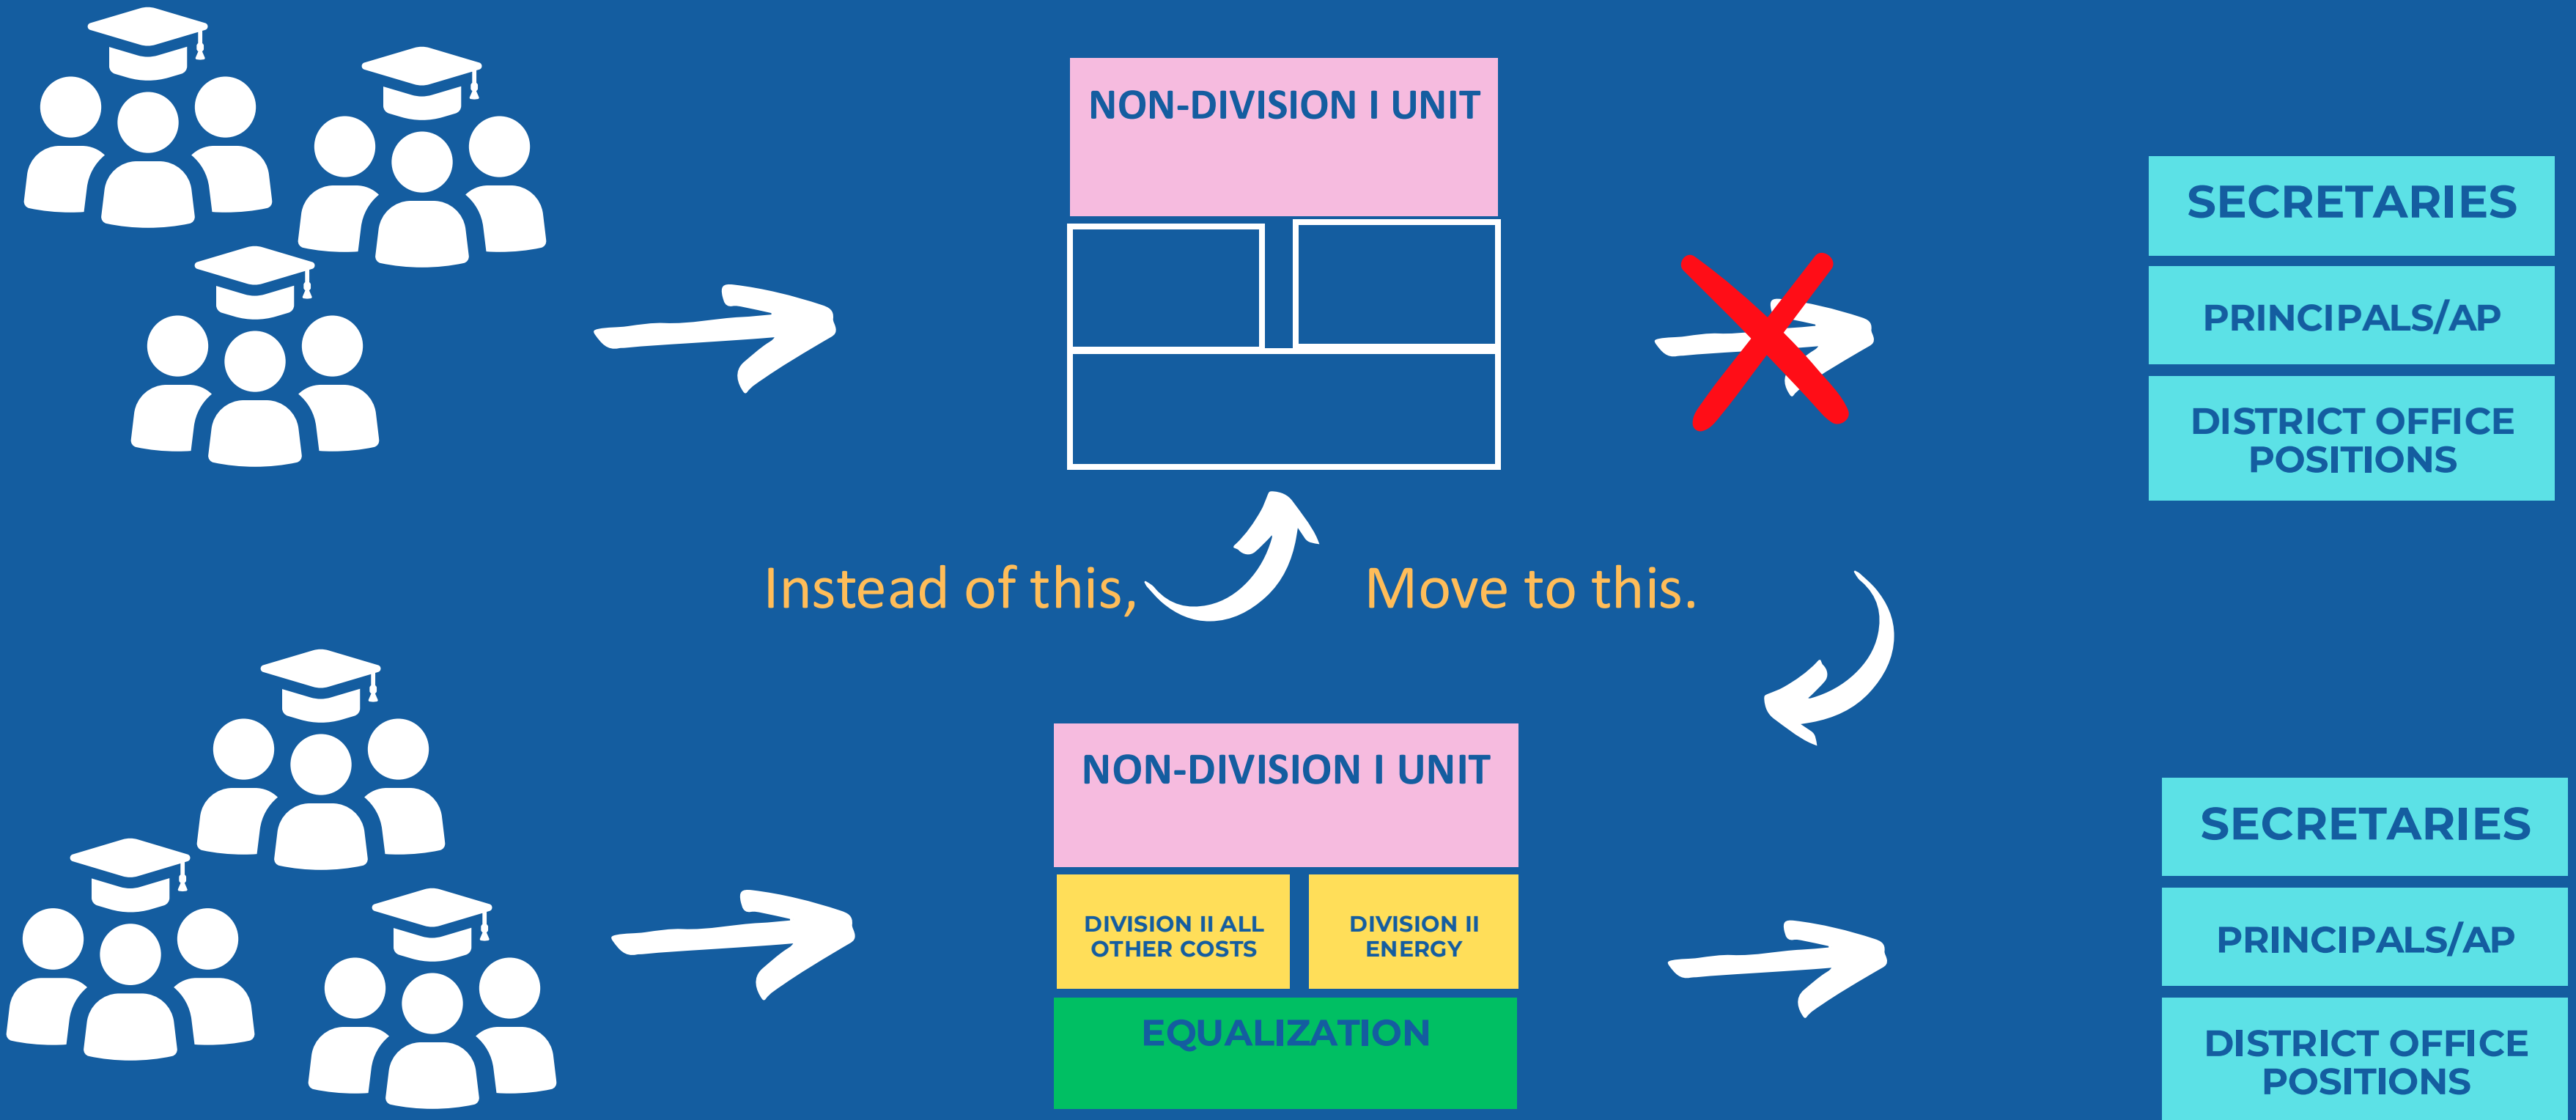 NON-DIVISION I UNIT
SECRETARIES
PRINCIPALS/AP
DISTRICT OFFICE
POSITIONS
Instead of this,
Move to this.
NON-DIVISION I UNIT
DIVISION II ALL
OTHER COSTS
DIVISION II
ENERGY
EQUALIZATION
SECRETARIES
PRINCIPALS/AP
DISTRICT OFFICE
POSITIONS